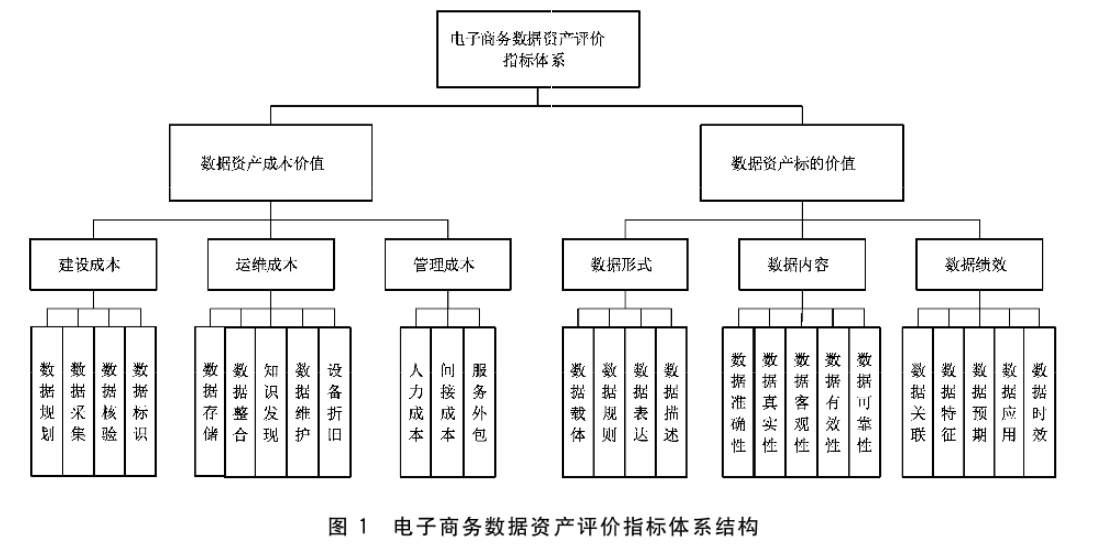 电子商务数据资产评价
指标体系
数据资产成本价值
数据资产标的价值
建设成本
运维成本
管理成本
数据形式
数据内容
数据绩效
数据规划
数据采集
数据核验
数据标识
数据存储
数据整合
知识发现
数据维护
设备折旧
人力成本
间接成本
服务外包
数据载体
数据规则
数据表达
数据描述
数据准确性
数据真实性
数据客观性
数据有效性
数据可靠性
数据关联
数据特征
数据预期
数据应用
数据时效
图 1 电子商务数据资产评价指标体系结构